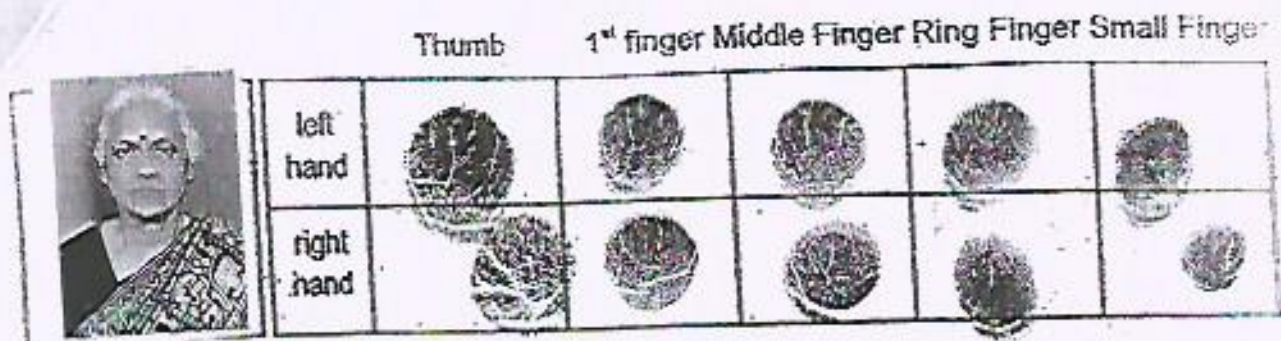 Thumb 1st finger Middle Finger Ring Finger Small Finger
left
hand
right
hand